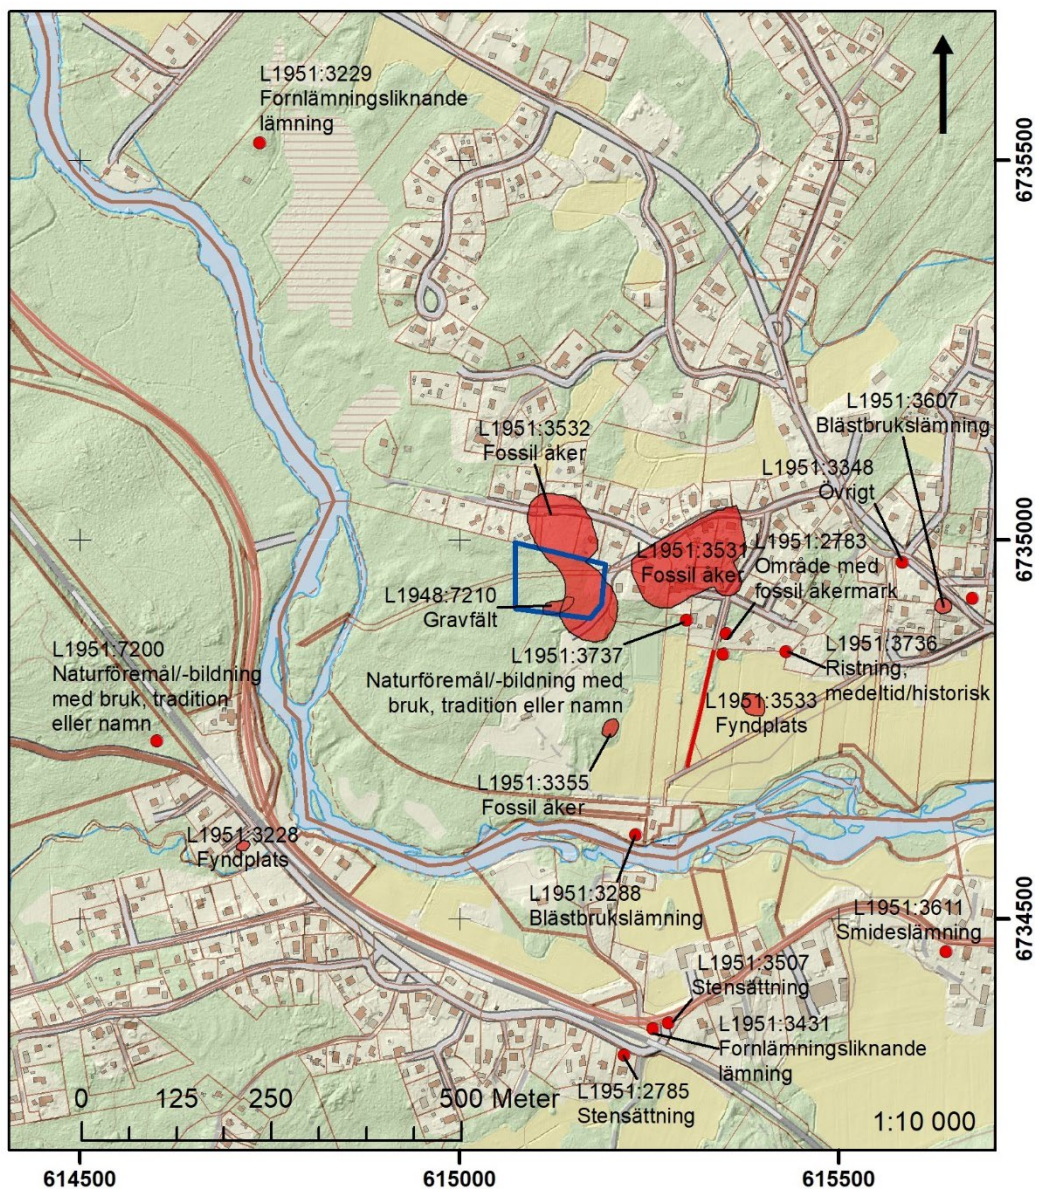 L1951:3229
Fornlämningsliknande
lämning
6735500
L1951:3607
Blästbrukslämning
L1951:3532
Fossil åker
L1951:3348
Övrigt
6735000
L1951:3531
Fossil åker
L1951:2783
Område med
fossil åkermark
L1948:7210
Gravfält
L1951:7200
Naturföremål/-bildning
med bruk, tradition
eller namn
L1951:3737
Naturföremål/-bildning med
bruk, tradition eller namn
L1951:3736
Ristning,
medeltid/historisk
L1951:3533
Fyndplats
L1951:3355
Fossil åker
L1951:3228
Fyndplats
L1951:3288
Blästbrukslämning
L1951:3611
Smideslämning
6734500
L1951:3507
Stensättning
L1951:3431
Fornlämningsliknande
lämning
L1951:2785
Stensättning
0 125 250 500 Meter
1:10 000
614500 615000 615500